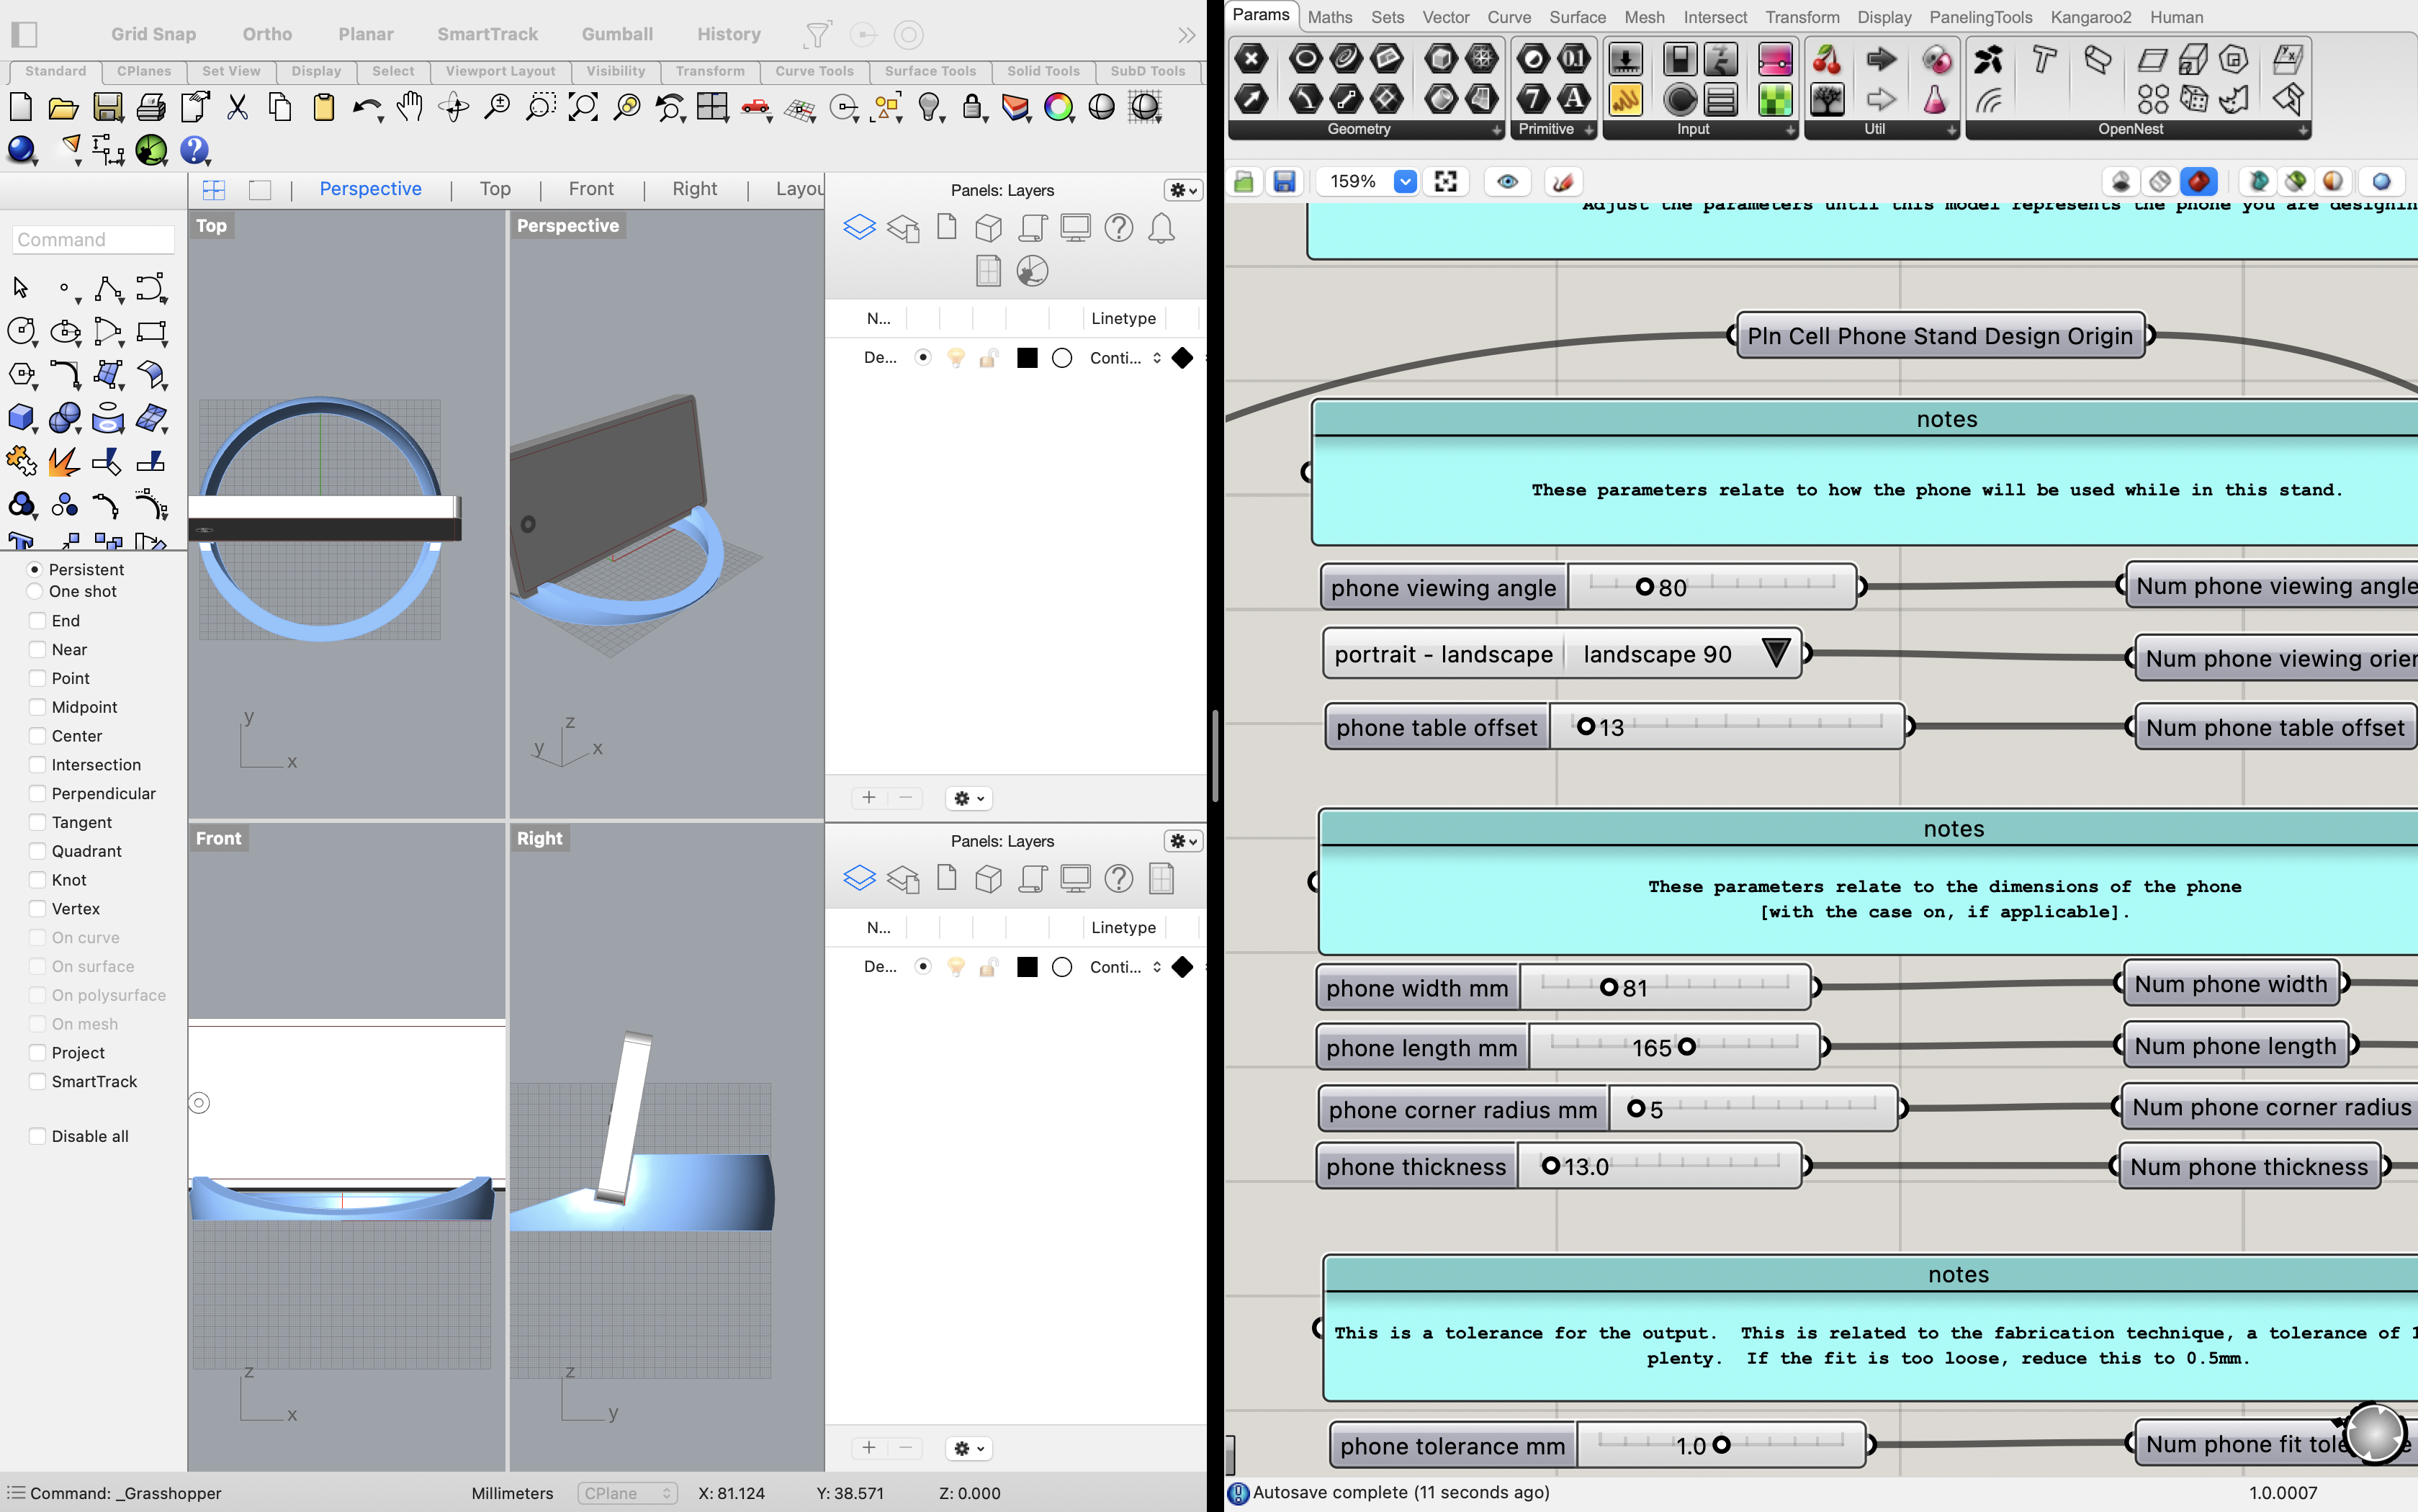 Grid Snap Ortho Planar SmartTrack Gumball History
Standard CPlanes Set View Display Select Viewport Layout Visibility Transform Curve Tools Surface Tools Solid Tools SubD Tools
Perspective Top Front Right Layou
Command
Top
Perspective
y
x
z
y
x
Front
Right
z
x
z
y
Persistent
One shot
End
Near
Point
Midpoint
Center
Intersection
Perpendicular
Tangent
Quadrant
Knot
Vertex
On curve
On surface
On polysurface
On mesh
Project
SmartTrack
Disable all
Panels: Layers
N... Linetype
De... Conti...
Panels: Layers
N... Linetype
De... Conti...
Command: _Grasshopper
Millimeters
CPlane
X: 81.124
Y: 38.571
Z: 0.000
Params Maths Sets Vector Curve Surface Mesh Intersect Transform Display PanelingTools Kangaroo2 Human
Geometry Primitive Input Util OpenNest
159%
Adjust the parameters until this model represents the phone you are designin
Pln Cell Phone Stand Design Origin
notes
These parameters relate to how the phone will be used while in this stand.
phone viewing angle 80 Num phone viewing angle
portrait - landscape landscape 90 Num phone viewing orien
phone table offset 13 Num phone table offset
notes
These parameters relate to the dimensions of the phone
[with the case on, if applicable].
phone width mm 81 Num phone width
phone length mm 165 Num phone length
phone corner radius mm 5 Num phone corner radius
phone thickness 13.0 Num phone thickness
notes
This is a tolerance for the output. This is related to the fabrication technique, a tolerance of 1
plenty. If the fit is too loose, reduce this to 0.5mm.
phone tolerance mm 1.0 Num phone fit tole
Autosave complete (11 seconds ago)
1.0.0007